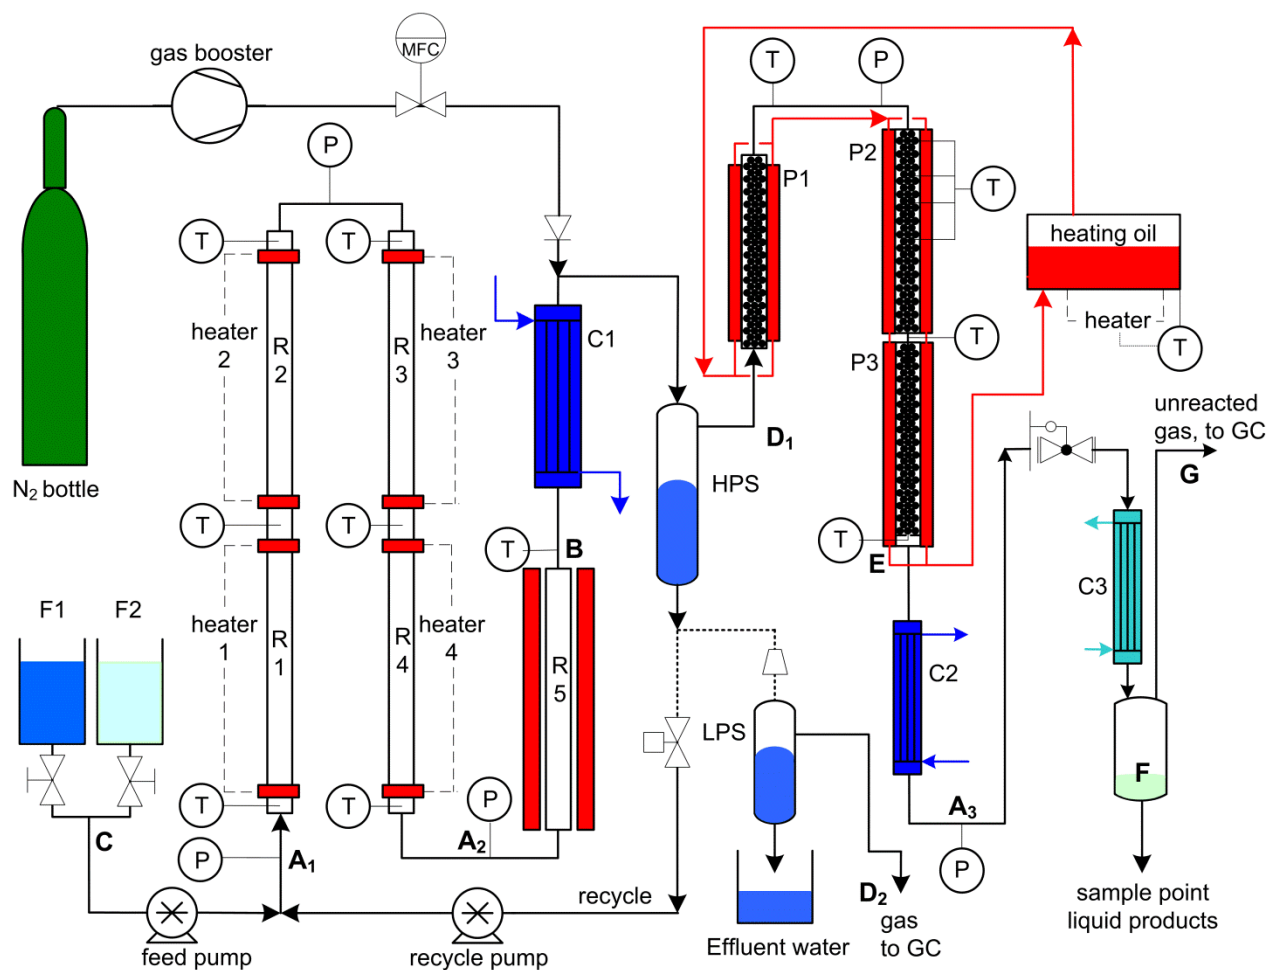 gas booster
MFC
T
P
P
P1
P2
T
T
T
heating oil
heater
T
C1
heater
2
R
2
R
3
heater
3
P3
T
unreacted
gas, to GC
G
D1
HPS
N2 bottle
T
T
T
B
T
E
C3
F1
F2
heater
1
R
1
R
4
heater
4
R
5
C2
LPS
F
T
T
P
A2
A3
C
P
A1
P
recycle
D2
gas
to GC
sample point
liquid products
feed pump
recycle pump
Effluent water
P
T